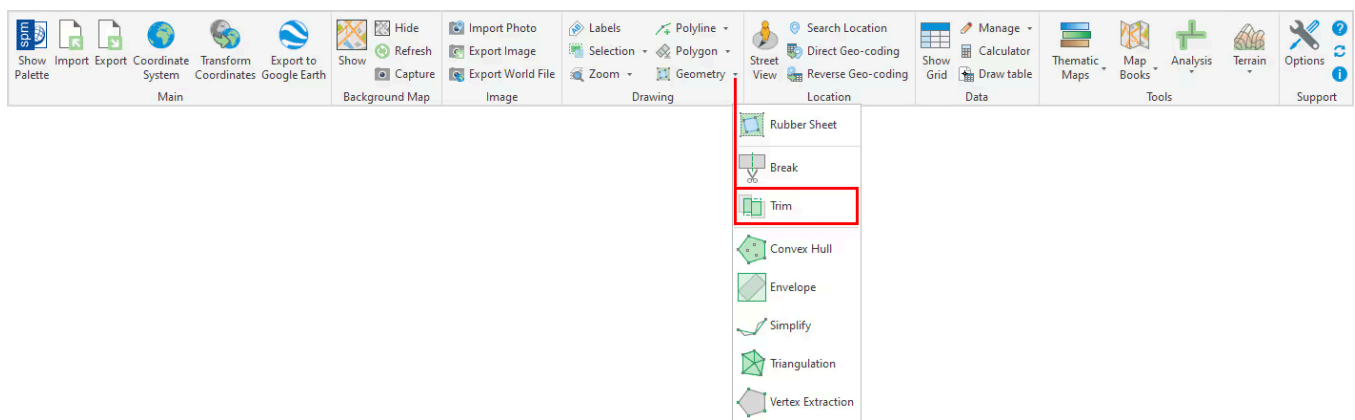 spm
Show Palette
Import
Export
Coordinate System
Transform Coordinates
Export to Google Earth
Main
Show
Hide
Refresh
Capture
Background Map
Import Photo
Export Image
Export World File
Image
Labels
Selection
Zoom
Polyline
Polygon
Geometry
Drawing
Street View
Search Location
Direct Geo-coding
Reverse Geo-coding
Location
Show Grid
Manage
Calculator
Draw table
Data
Thematic Maps
Map Books
Analysis
Terrain
Tools
Options
?
i
Support
Rubber Sheet
Break
Trim
Convex Hull
Envelope
Simplify
Triangulation
Vertex Extraction